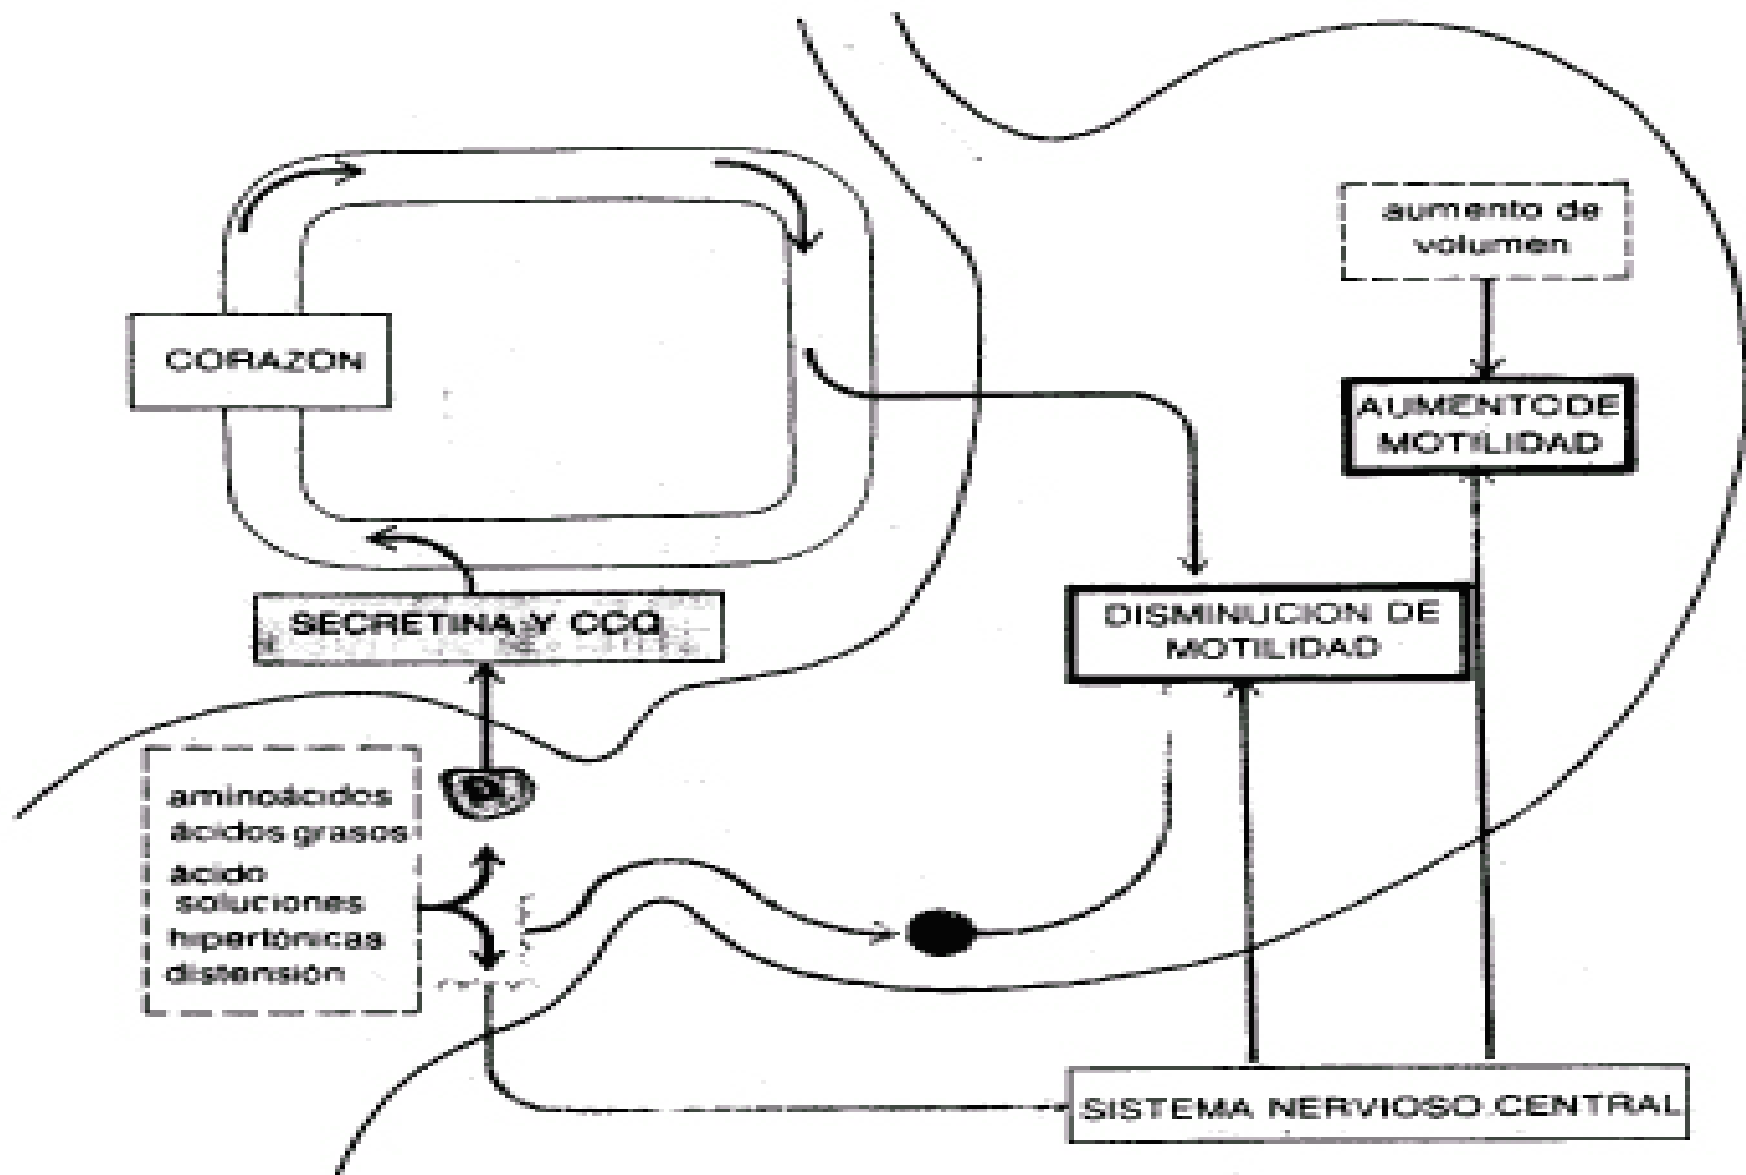 aumento de
volumen
CORAZON
AUMENTO DE
MOTILIDAD
SECRETINA Y CCQ
DISMINUCION DE
MOTILIDAD
aminoácidos
ácidos grasos
ácido
soluciones
hipertónicas
distensión
SISTEMA NERVIOSO CENTRAL